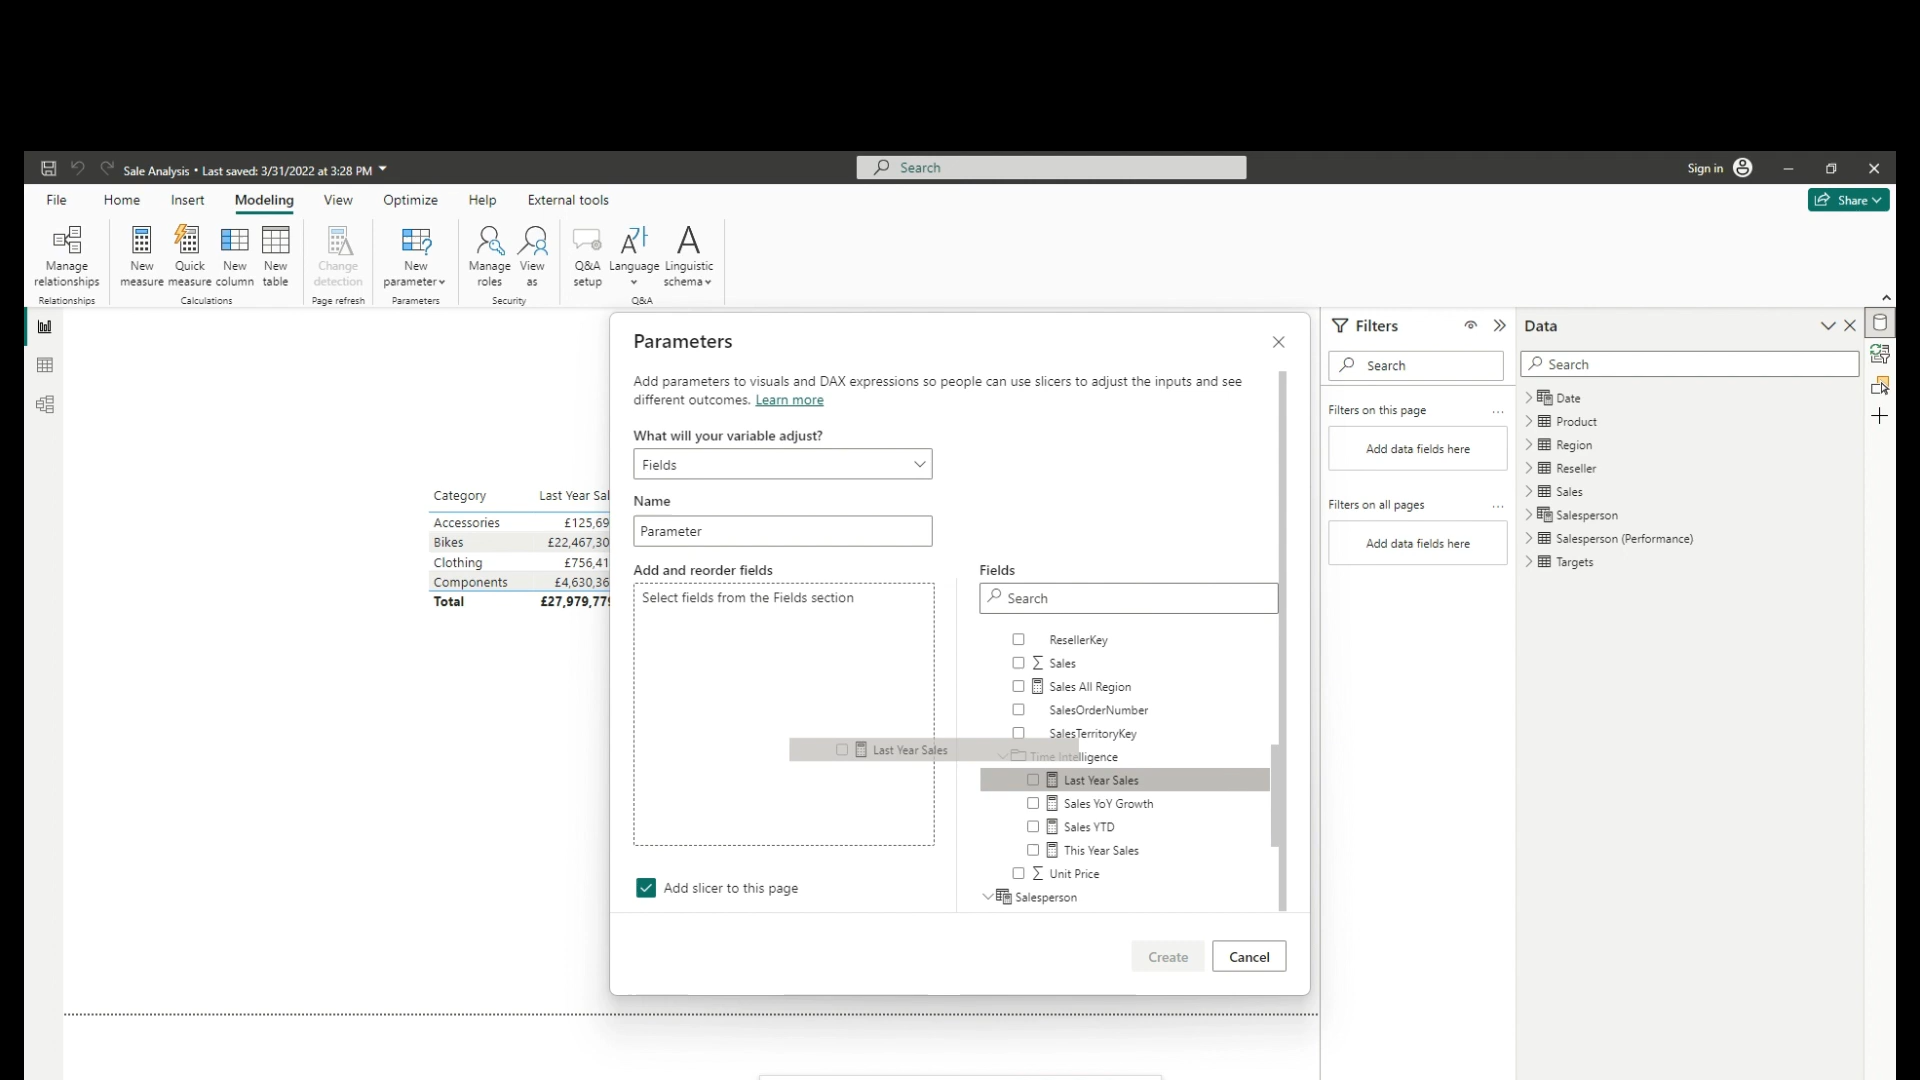 Sale Analysis • Last saved: 3/31/2022 at 3:28 PM
Search
Sign in
File
Home
Insert
Modeling
View
Optimize
Help
External tools
Share
Manage
relationships
New
measure
Quick
measure
New
column
New
table
Change
detection
New
parameter
Manage
roles
View
as
Q&A
setup
Language
Linguistic
schema
Relationships
Calculations
Page refresh
Parameters
Security
Q&A
Category Last Year Sal
Accessories £125,69
Bikes £22,467,30
Clothing £756,41
Components £4,630,36
Total £27,979,779
Parameters
Add parameters to visuals and DAX expressions so people can use slicers to adjust the inputs and see
different outcomes. Learn more
What will your variable adjust?
Fields
Name
Parameter
Add and reorder fields
Select fields from the Fields section
Last Year Sales
Add slicer to this page
Fields
Search
ResellerKey
Sales
Sales All Region
SalesOrderNumber
SalesTerritoryKey
Time Intelligence
Last Year Sales
Sales YoY Growth
Sales YTD
This Year Sales
Unit Price
Salesperson
Create
Cancel
Filters
Search
Filters on this page
Add data fields here
Filters on all pages
Add data fields here
Data
Search
Date
Product
Region
Reseller
Sales
Salesperson
Salesperson (Performance)
Targets